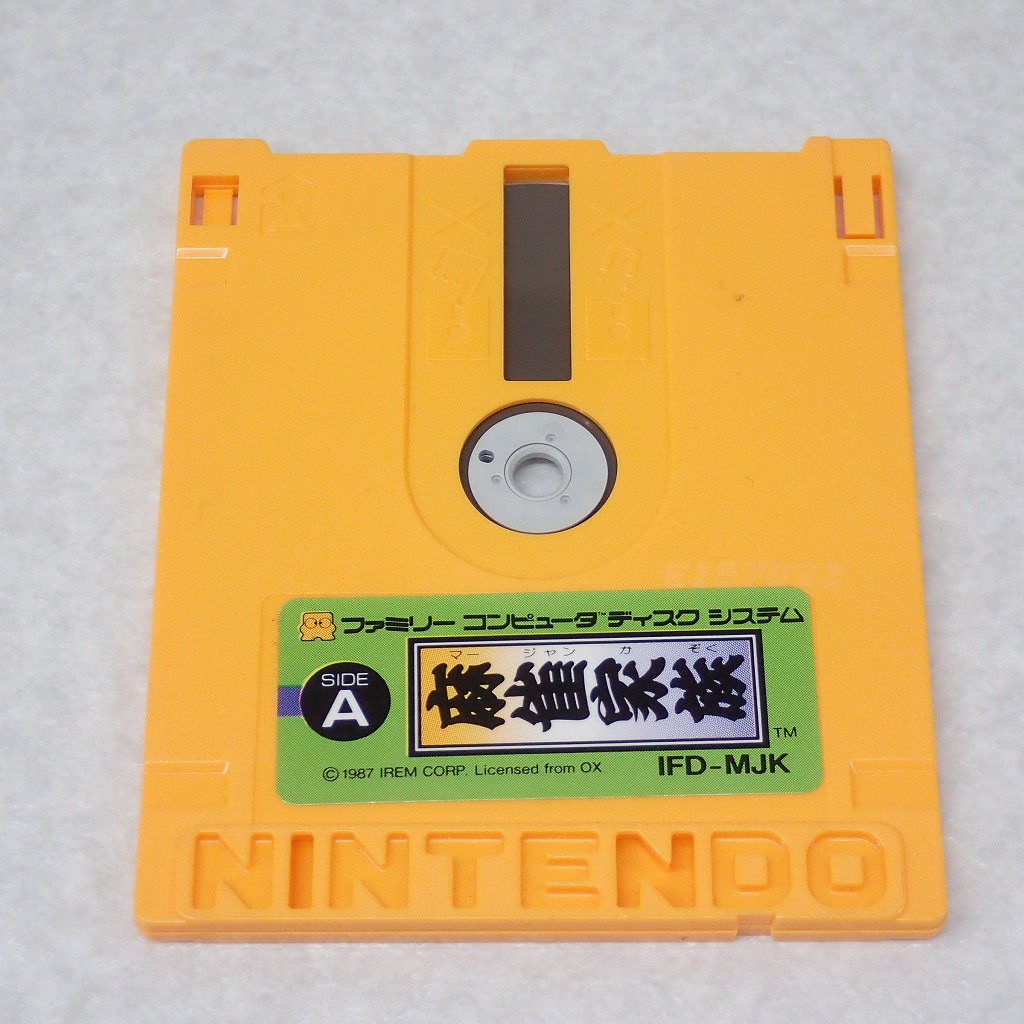 ファミリー コンピュータ™ディスク システム
マー ジャン か ぞく
SIDE
A
麻雀家族
TM
©1987 IREM CORP. Licensed from OX
IFD-MJK
NINTENDO